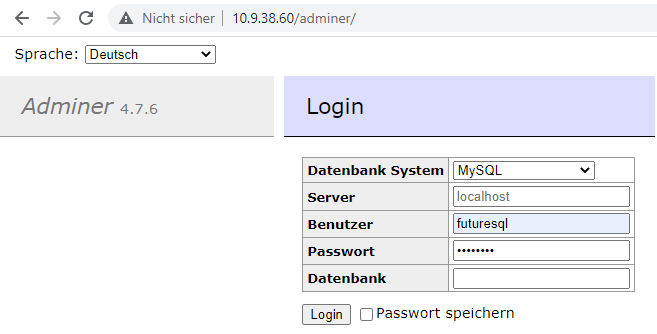 Nicht sicher | 10.9.38.60/adminer/
Sprache: Deutsch
Adminer 4.7.6
Login
Datenbank System MySQL
Server localhost
Benutzer futuresql
Passwort ••••••••
Datenbank
Login Passwort speichern